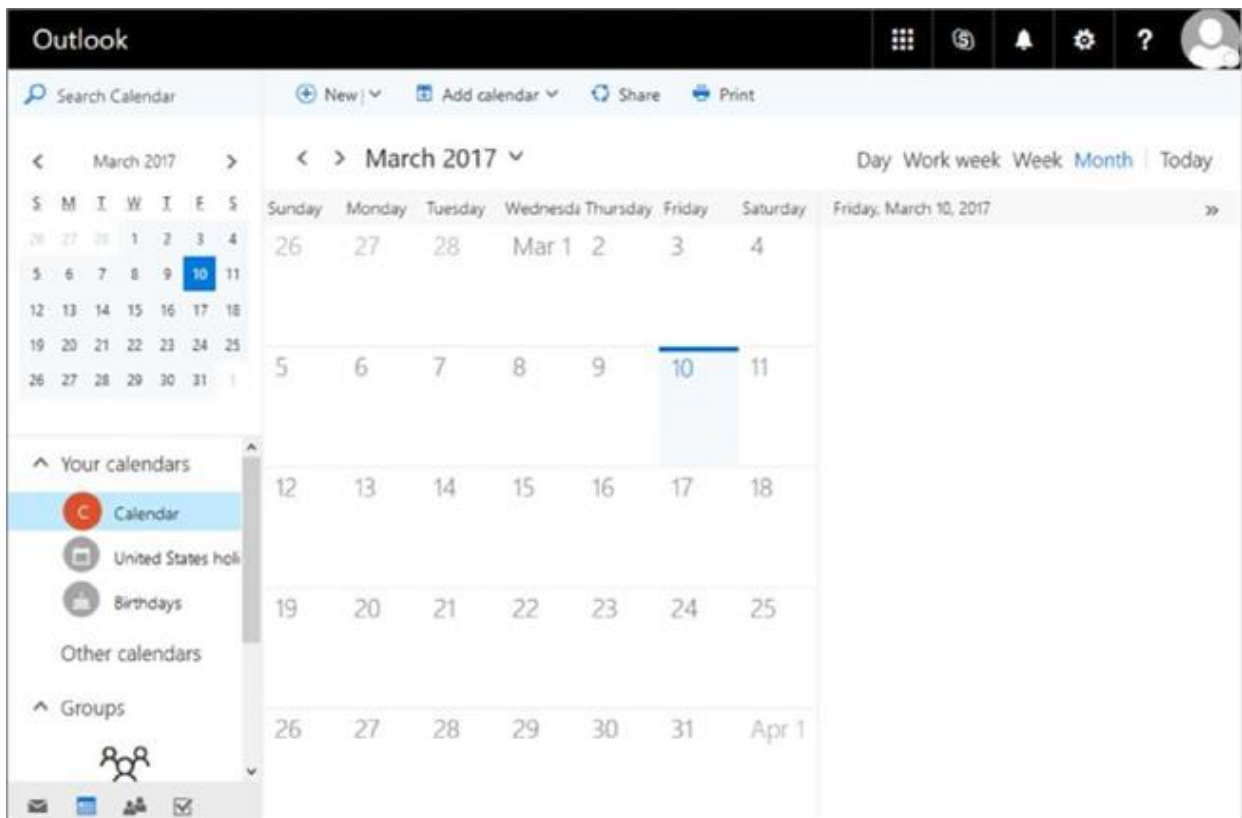 Outlook
Search Calendar
New
Add calendar
Share
Print
March 2017
S M T W T F S
26 27 28 1 2 3 4
5 6 7 8 9 10 11
12 13 14 15 16 17 18
19 20 21 22 23 24 25
26 27 28 29 30 31 1
Your calendars
C Calendar
United States holi
Birthdays
Other calendars
Groups
March 2017
Day Work week Week Month Today
Sunday Monday Tuesday Wednesda Thursday Friday Saturday
26 27 28 Mar 1 2 3 4
5 6 7 8 9 10 11
12 13 14 15 16 17 18
19 20 21 22 23 24 25
26 27 28 29 30 31 Apr 1
Friday, March 10, 2017